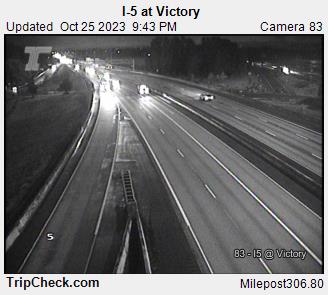 I-5 at Victory
Updated Oct 25 2023 9:43 PM Camera 83
T
5
83 - I5 @ Victory
TripCheck.com Milepost306.80